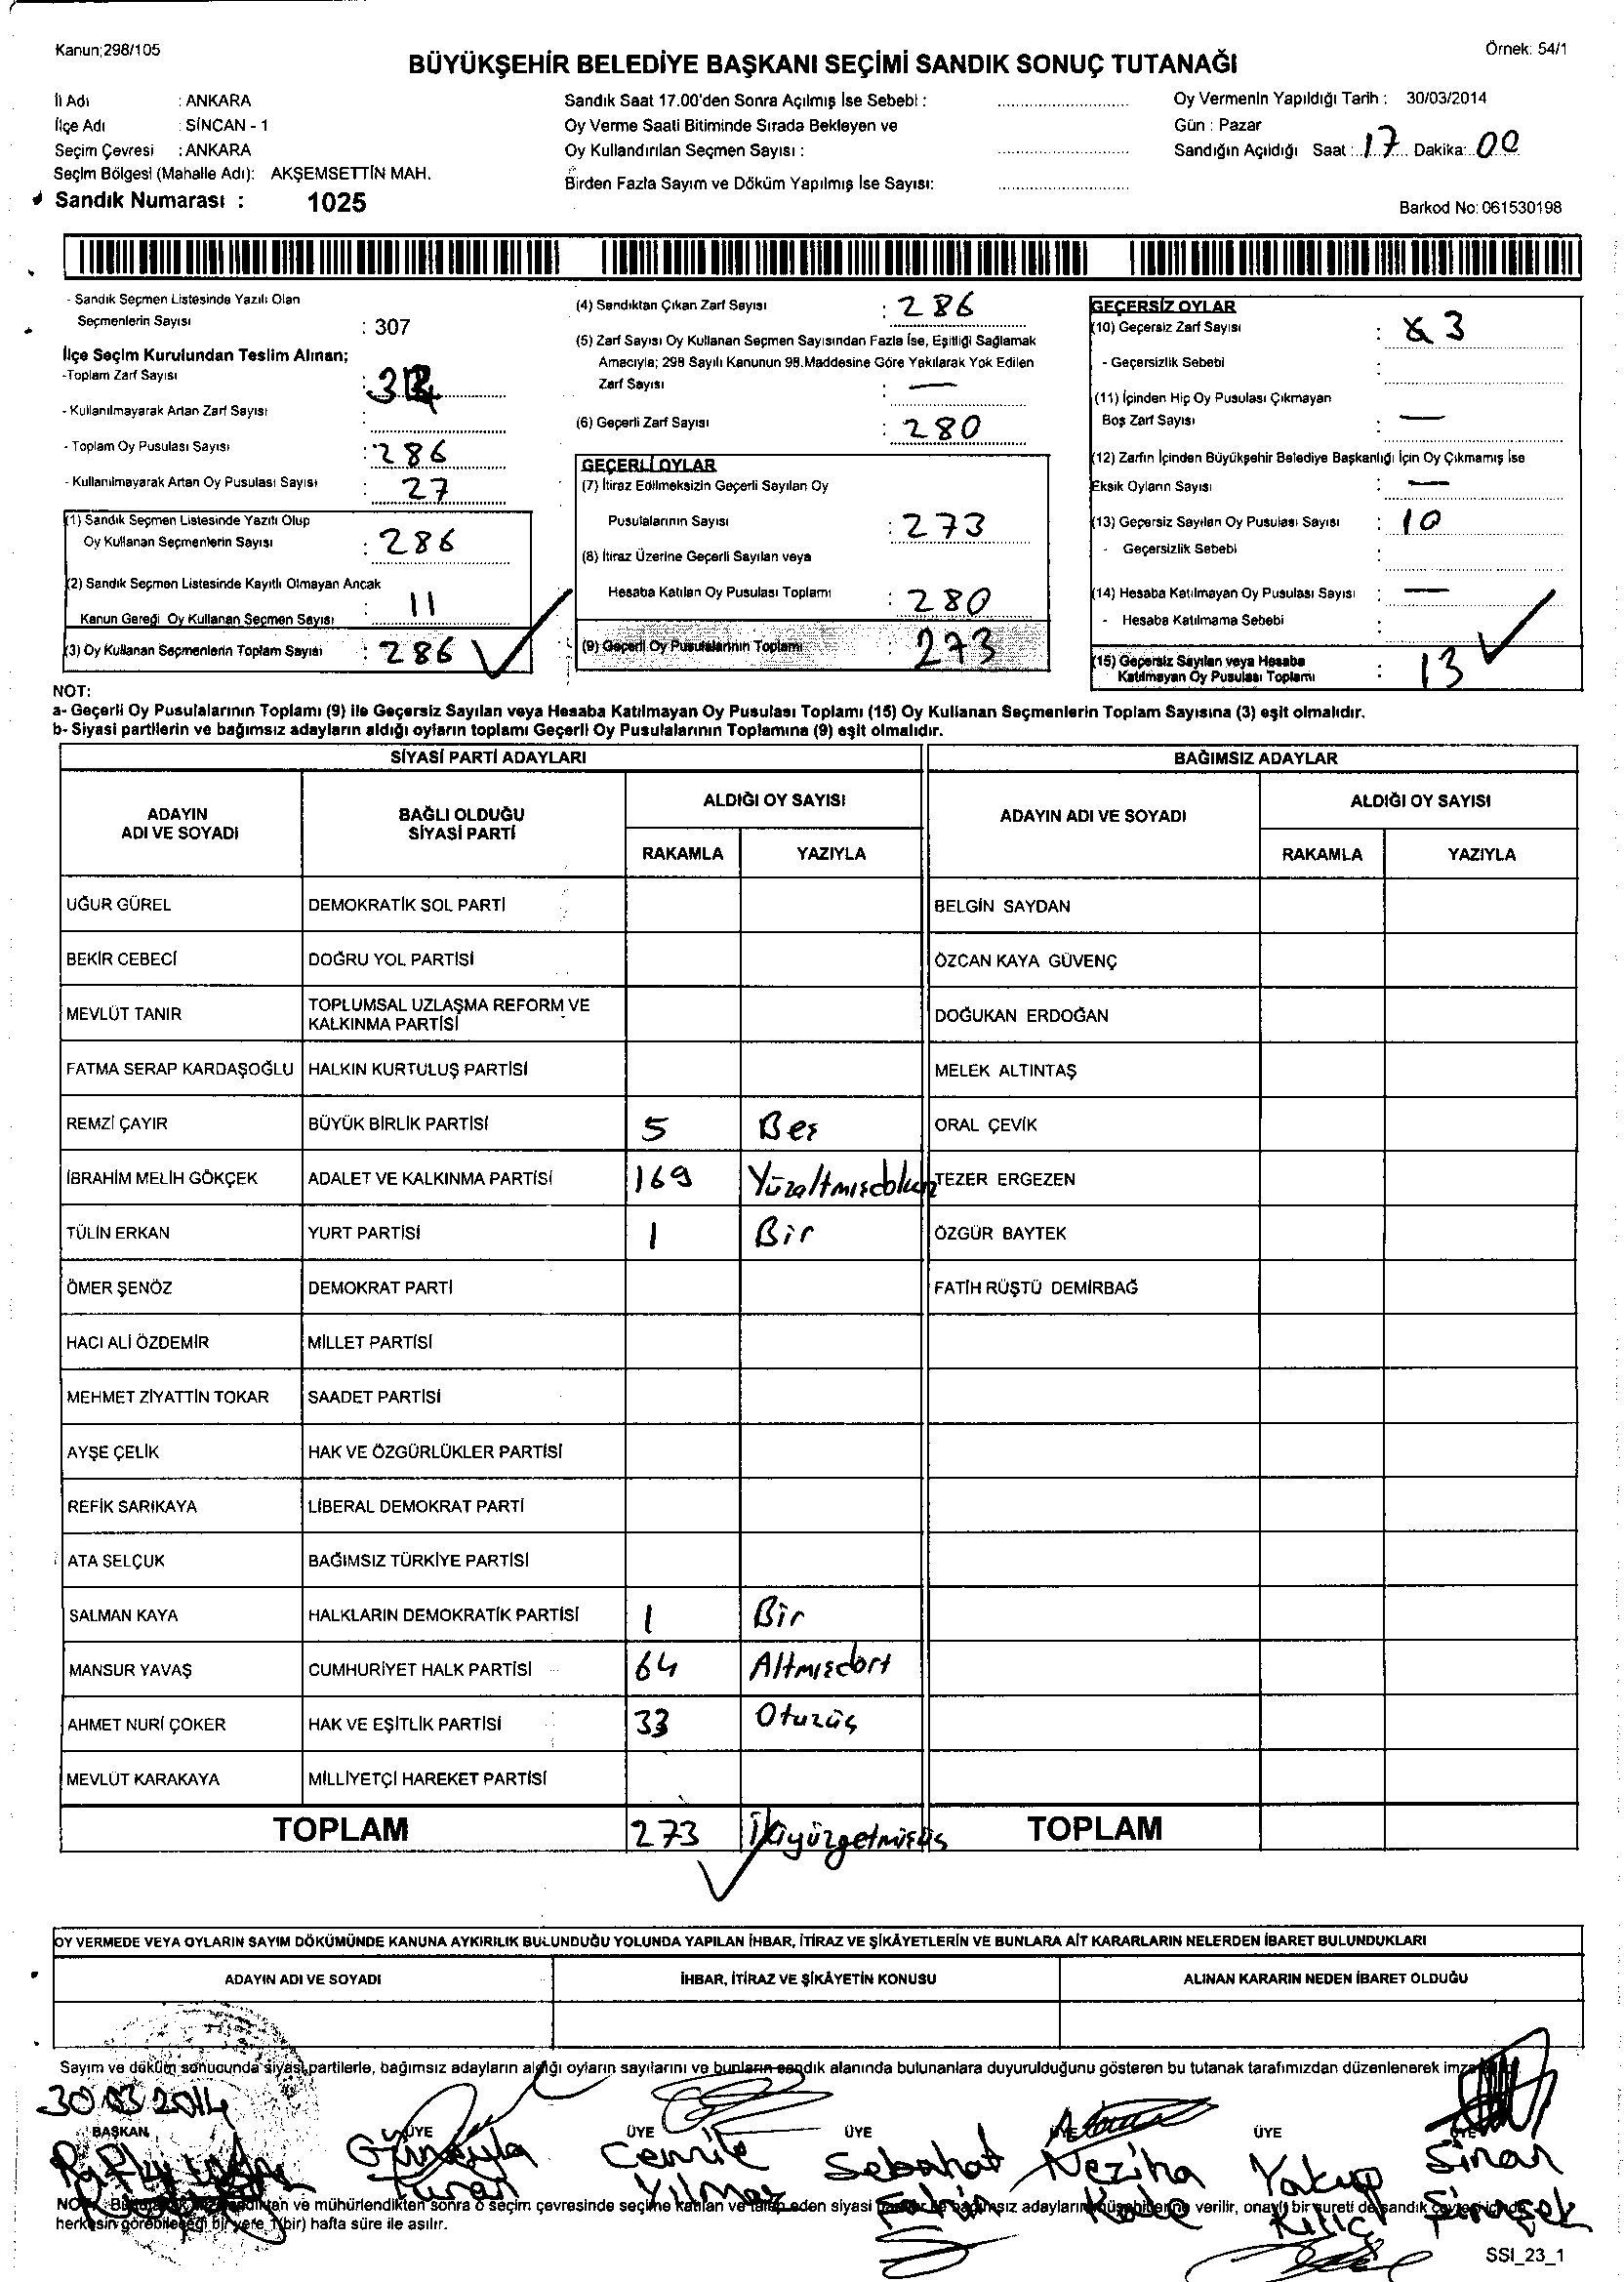 Kanun;298/105
Örnek: 54/1
BÜYÜKŞEHİR BELEDİYE BAŞKANI SEÇİMİ SANDIK SONUÇ TUTANAĞI
İl Adı : ANKARA
İlçe Adı : SİNCAN - 1
Seçim Çevresi : ANKARA
Seçim Bölgesi (Mahalle Adı): AKŞEMSETTİN MAH.
Sandık Numarası : 1025
Sandık Saat 17.00'den Sonra Açılmış İse Sebebi :
Oy Verme Saati Bitiminde Sırada Bekleyen ve
Oy Kullandırılan Seçmen Sayısı :
Birden Fazla Sayım ve Döküm Yapılmış İse Sayısı:
Oy Vermenin Yapıldığı Tarih : 30/03/2014
Gün : Pazar
Sandığın Açıldığı Saat : 17 Dakika: 00
Barkod No: 061530198
- Sandık Seçmen Listesinde Yazılı Olan
Seçmenlerin Sayısı : 307
İlçe Seçim Kurulundan Teslim Alınan;
-Toplam Zarf Sayısı :
- Kullanılmayarak Artan Zarf Sayısı :
- Toplam Oy Pusulası Sayısı : 286
- Kullanılmayarak Artan Oy Pusulası Sayısı : 27
(1) Sandık Seçmen Listesinde Yazılı Olup
Oy Kullanan Seçmenlerin Sayısı : 286
(2) Sandık Seçmen Listesinde Kayıtlı Olmayan Ancak
Kanun Gereği Oy Kullanan Seçmen Sayısı : 11
(3) Oy Kullanan Seçmenlerin Toplam Sayısı : 286
(4) Sandıktan Çıkan Zarf Sayısı : 286
(5) Zarf Sayısı Oy Kullanan Seçmen Sayısından Fazla İse, Eşitliği Sağlamak
Amacıyla; 298 Sayılı Kanunun 98.Maddesine Göre Yakılarak Yok Edilen
Zarf Sayısı : —
(6) Geçerli Zarf Sayısı : 280
GEÇERLİ OYLAR
(7) İtiraz Edilmeksizin Geçerli Sayılan Oy
Pusulalarının Sayısı : 273
(8) İtiraz Üzerine Geçerli Sayılan veya
Hesaba Katılan Oy Pusulası Toplamı : 280
(9) Geçerli Oy Pusulalarının Toplamı : 273
GEÇERSİZ OYLAR
(10) Geçersiz Zarf Sayısı : 3
- Geçersizlik Sebebi :
(11) İçinden Hiç Oy Pusulası Çıkmayan
Boş Zarf Sayısı : —
(12) Zarfın İçinden Büyükşehir Belediye Başkanlığı İçin Oy Çıkmamış İse
Eksik Oyların Sayısı : —
(13) Geçersiz Sayılan Oy Pusulası Sayısı : 10
- Geçersizlik Sebebi :
(14) Hesaba Katılmayan Oy Pusulası Sayısı : —
- Hesaba Katılmama Sebebi :
(15) Geçersiz Sayılan veya Hesaba
Katılmayan Oy Pusulası Toplamı : 13
NOT:
a- Geçerli Oy Pusulalarının Toplamı (9) ile Geçersiz Sayılan veya Hesaba Katılmayan Oy Pusulası Toplamı (15) Oy Kullanan Seçmenlerin Toplam Sayısına (3) eşit olmalıdır.
b- Siyasi partilerin ve bağımsız adayların aldığı oyların toplamı Geçerli Oy Pusulalarının Toplamına (9) eşit olmalıdır.
SİYASİ PARTİ ADAYLARI BAĞIMSIZ ADAYLAR
ADAYIN ADI VE SOYADI BAĞLI OLDUĞU SİYASİ PARTİ ALDIĞI OY SAYISI ADAYIN ADI VE SOYADI ALDIĞI OY SAYISI
RAKAMLA YAZIYLA RAKAMLA YAZIYLA
UĞUR GÜREL DEMOKRATİK SOL PARTİ BELGİN SAYDAN
BEKİR CEBECİ DOĞRU YOL PARTİSİ ÖZCAN KAYA GÜVENÇ
MEVLÜT TANIR TOPLUMSAL UZLAŞMA REFORM VE KALKINMA PARTİSİ DOĞUKAN ERDOĞAN
FATMA SERAP KARDAŞOĞLU HALKIN KURTULUŞ PARTİSİ MELEK ALTINTAŞ
REMZİ ÇAYIR BÜYÜK BİRLİK PARTİSİ 5 Beş ORAL ÇEVİK
İBRAHİM MELİH GÖKÇEK ADALET VE KALKINMA PARTİSİ 169 Yüzaltmışdokuz TEZER ERGEZEN
TÜLİN ERKAN YURT PARTİSİ 1 Bir ÖZGÜR BAYTEK
ÖMER ŞENÖZ DEMOKRAT PARTİ FATİH RÜŞTÜ DEMİRBAĞ
HACI ALİ ÖZDEMİR MİLLET PARTİSİ
MEHMET ZİYATTİN TOKAR SAADET PARTİSİ
AYŞE ÇELİK HAK VE ÖZGÜRLÜKLER PARTİSİ
REFİK SARIKAYA LİBERAL DEMOKRAT PARTİ
ATA SELÇUK BAĞIMSIZ TÜRKİYE PARTİSİ
SALMAN KAYA HALKLARIN DEMOKRATİK PARTİSİ 1 Bir
MANSUR YAVAŞ CUMHURİYET HALK PARTİSİ 64 Altmışdört
AHMET NURİ ÇOKER HAK VE EŞİTLİK PARTİSİ 33 Otuzüç
MEVLÜT KARAKAYA MİLLİYETÇİ HAREKET PARTİSİ
TOPLAM 273 İkiyüzyetmişüç TOPLAM
OY VERMEDE VEYA OYLARIN SAYIM DÖKÜMÜNDE KANUNA AYKIRILIK BULUNDUĞU YOLUNDA YAPILAN İHBAR, İTİRAZ VE ŞİKÂYETLERİN VE BUNLARA AİT KARARLARIN NELERDEN İBARET BULUNDUKLARI
ADAYIN ADI VE SOYADI İHBAR, İTİRAZ VE ŞİKÂYETİN KONUSU ALINAN KARARIN NEDEN İBARET OLDUĞU
Sayım ve döküm sonucunda siyasi partilerle, bağımsız adayların aldığı oyların sayılarını ve bunların sandık alanında bulunanlara duyurulduğunu gösteren bu tutanak tarafımızdan düzenlenerek
30.03.2014
BAŞKAN ÜYE ÜYE ÜYE ÜYE ÜYE ÜYE
Turan Cemile Yılmaz Sebahat Şahin Neziha Kale Yakup Kılıç Sinan Şimşek
ve mühürlendikten sonra o seçim çevresinde seçime katılan ve eden siyasi adayların verilir, onaylı bir sureti de sandık
herkesin görebileceği bir yere 1(bir) hafta süre ile asılır.
SSI_23_1